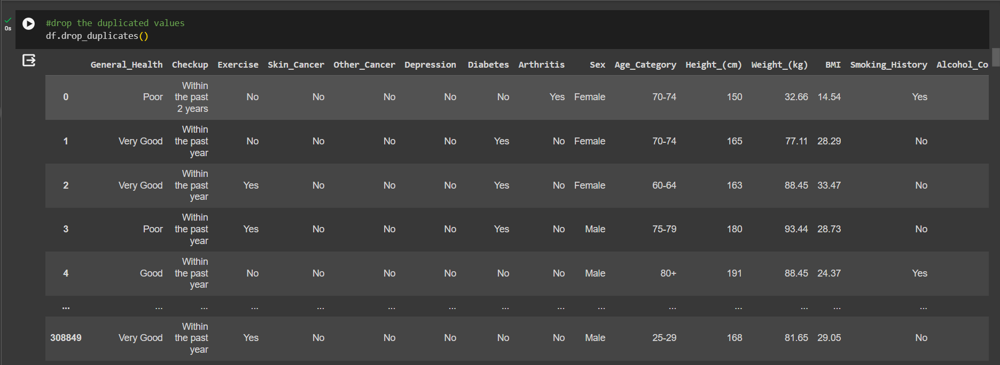 #drop the duplicated values
0s
df.drop_duplicates()
General_Health Checkup Exercise Skin_Cancer Other_Cancer Depression Diabetes Arthritis Sex Age_Category Height_(cm) Weight_(kg) BMI Smoking_History Alcohol_Co
0 Poor Within the past 2 years No No No No No Yes Female 70-74 150 32.66 14.54 Yes
1 Very Good Within the past year No No No No Yes No Female 70-74 165 77.11 28.29 No
2 Very Good Within the past year Yes No No No Yes No Female 60-64 163 88.45 33.47 No
3 Poor Within the past year Yes No No No Yes No Male 75-79 180 93.44 28.73 No
4 Good Within the past year No No No No No No Male 80+ 191 88.45 24.37 Yes
... ... ... ... ... ... ... ... ... ... ... ... ... ... ...
308849 Very Good Within the past year Yes No No No No No Male 25-29 168 81.65 29.05 No